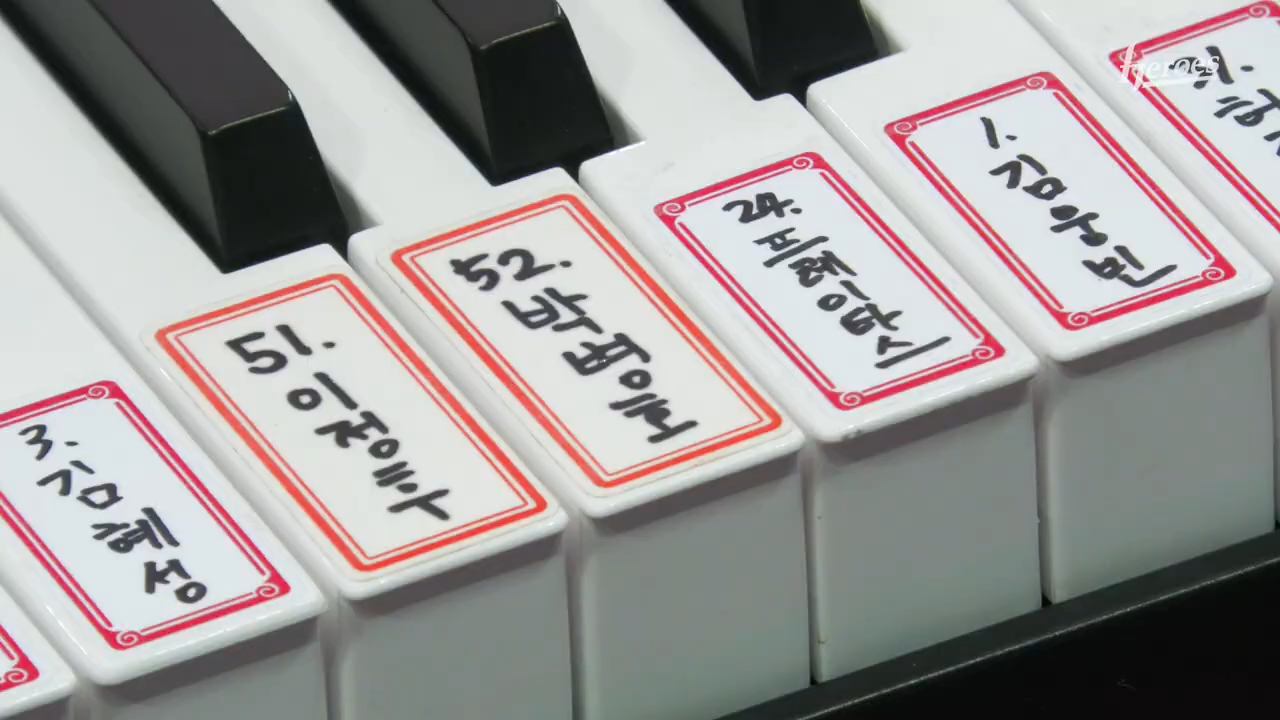 Heroes
3.
김
혜
성
51.
이
정
후
52.
박
병
호
24.
프
레
이
타
스
1.
김
웅
빈